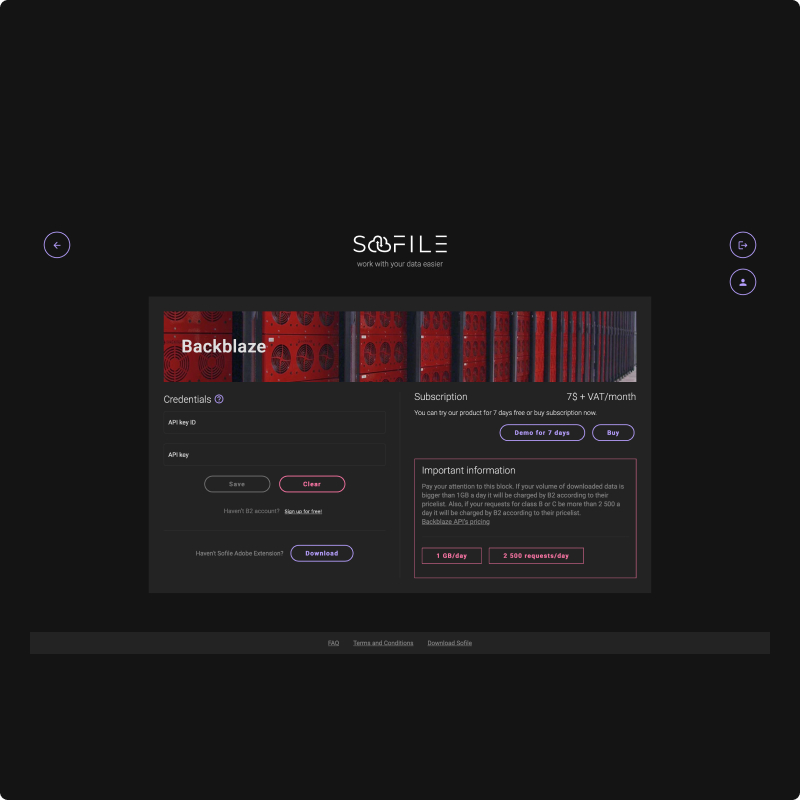 SOFILE
work with your data easier
Backblaze
Credentials
API key ID
API key
Save
Clear
Haven't B2 account? Sign up for free!
Haven't Sofile Adobe Extension?
Download
Subscription
7$ + VAT/month
You can try our product for 7 days free or buy subscription now.
Demo for 7 days
Buy
Important information
Pay your attention to this block. If your volume of downloaded data is
bigger than 1GB a day it will be charged by B2 according to their
pricelist. Also, if your requests for class B or C be more than 2 500 a
day it will be charged by B2 according to their pricelist.
Backblaze API's pricing
1 GB/day
2 500 requests/day
FAQ
Terms and Conditions
Download Sofile